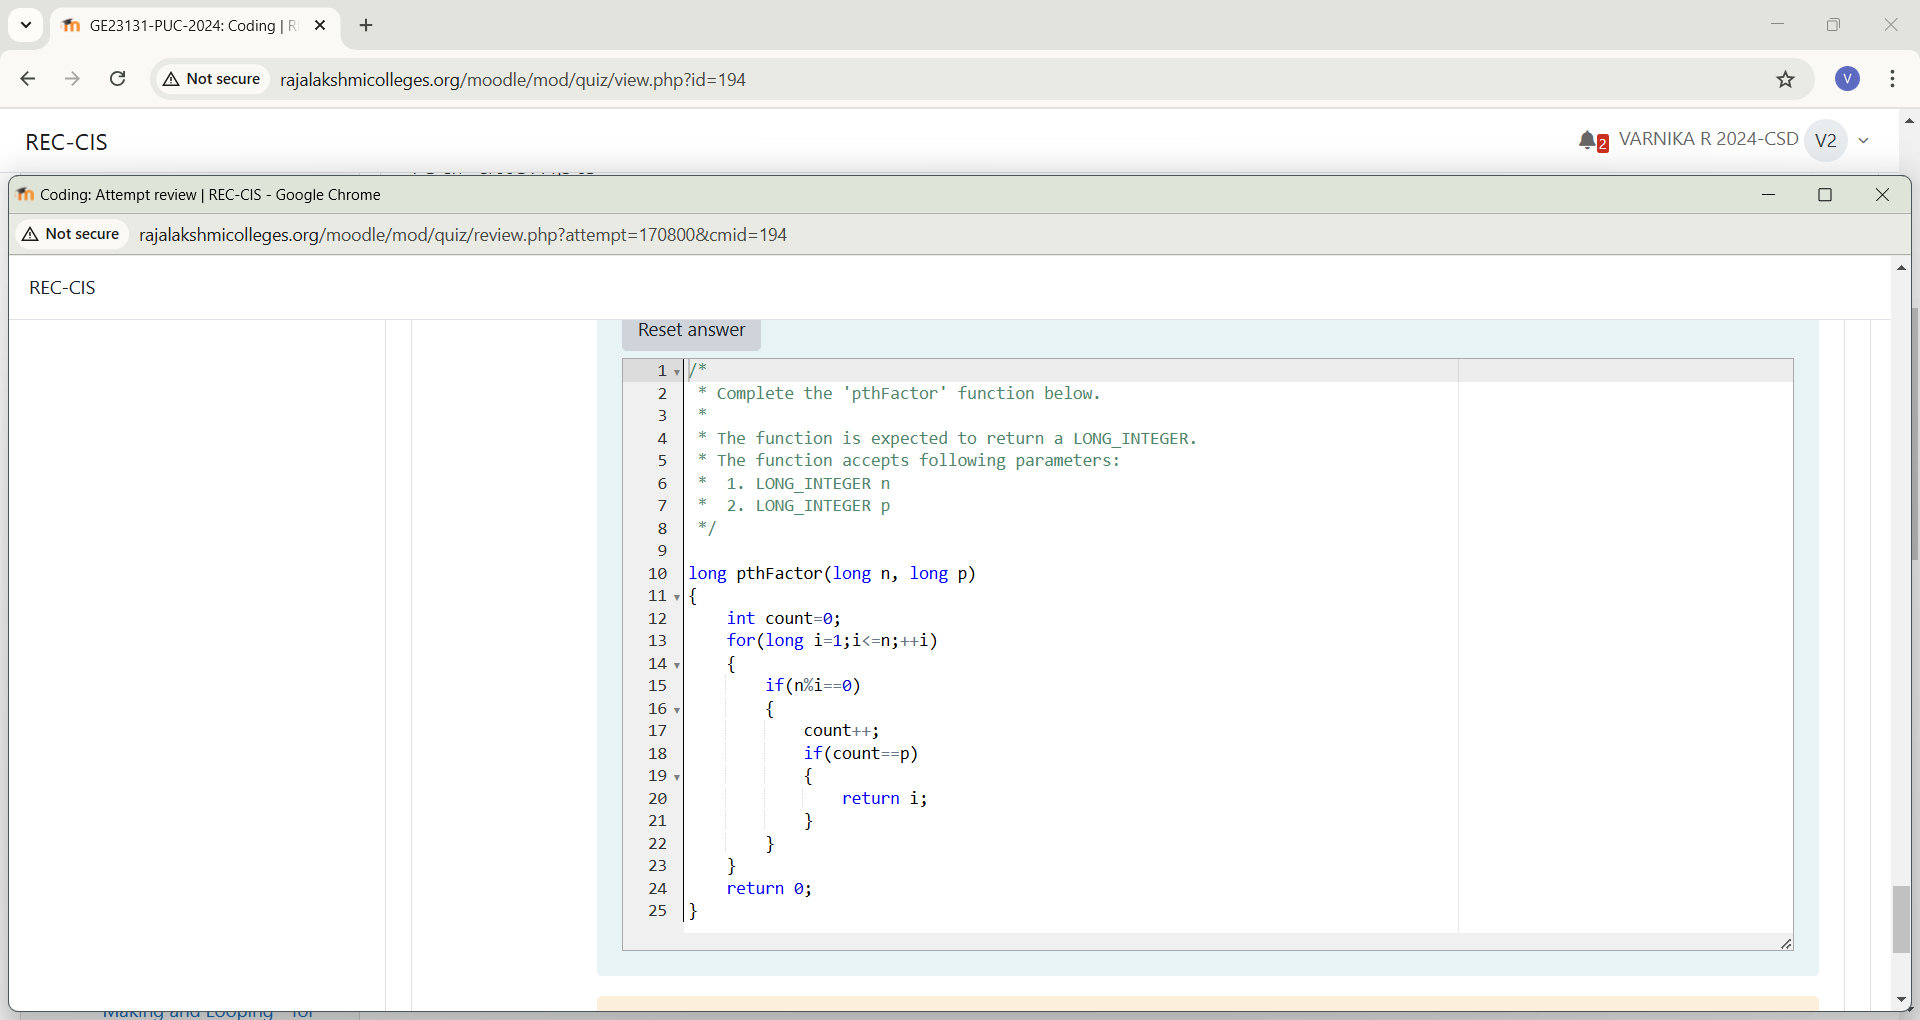 GE23131-PUC-2024: Coding | R
Not secure
rajalakshmicolleges.org/moodle/mod/quiz/view.php?id=194
V
REC-CIS
2
VARNIKA R 2024-CSD
V2
Coding: Attempt review | REC-CIS - Google Chrome
Not secure
rajalakshmicolleges.org/moodle/mod/quiz/review.php?attempt=170800&cmid=194
REC-CIS
Reset answer
1 /*
2  * Complete the 'pthFactor' function below.
3  *
4  * The function is expected to return a LONG_INTEGER.
5  * The function accepts following parameters:
6  *  1. LONG_INTEGER n
7  *  2. LONG_INTEGER p
8  */
9
10 long pthFactor(long n, long p)
11 {
12     int count=0;
13     for(long i=1;i<=n;++i)
14     {
15         if(n%i==0)
16         {
17             count++;
18             if(count==p)
19             {
20                 return i;
21             }
22         }
23     }
24     return 0;
25 }
Making and Looping - for